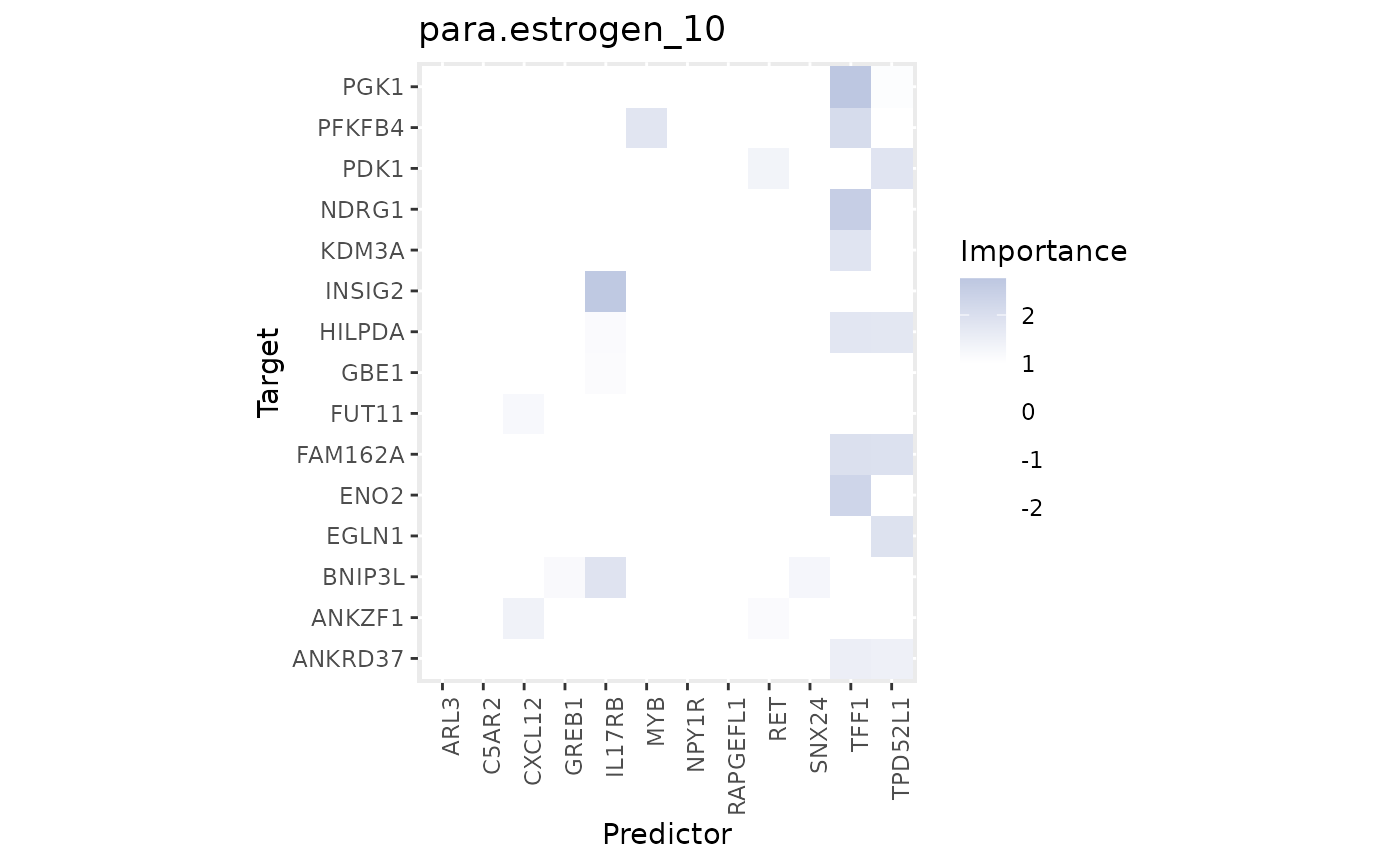 para.estrogen_10
PGK1
PFKFB4
PDK1
NDRG1
KDM3A
INSIG2
HILPDA
GBE1
FUT11
FAM162A
ENO2
EGLN1
BNIP3L
ANKZF1
ANKRD37
Target
ARL3
C5AR2
CXCL12
GREB1
IL17RB
MYB
NPY1R
RAPGEFL1
RET
SNX24
TFF1
TPD52L1
Predictor
Importance
2
1
0
-1
-2